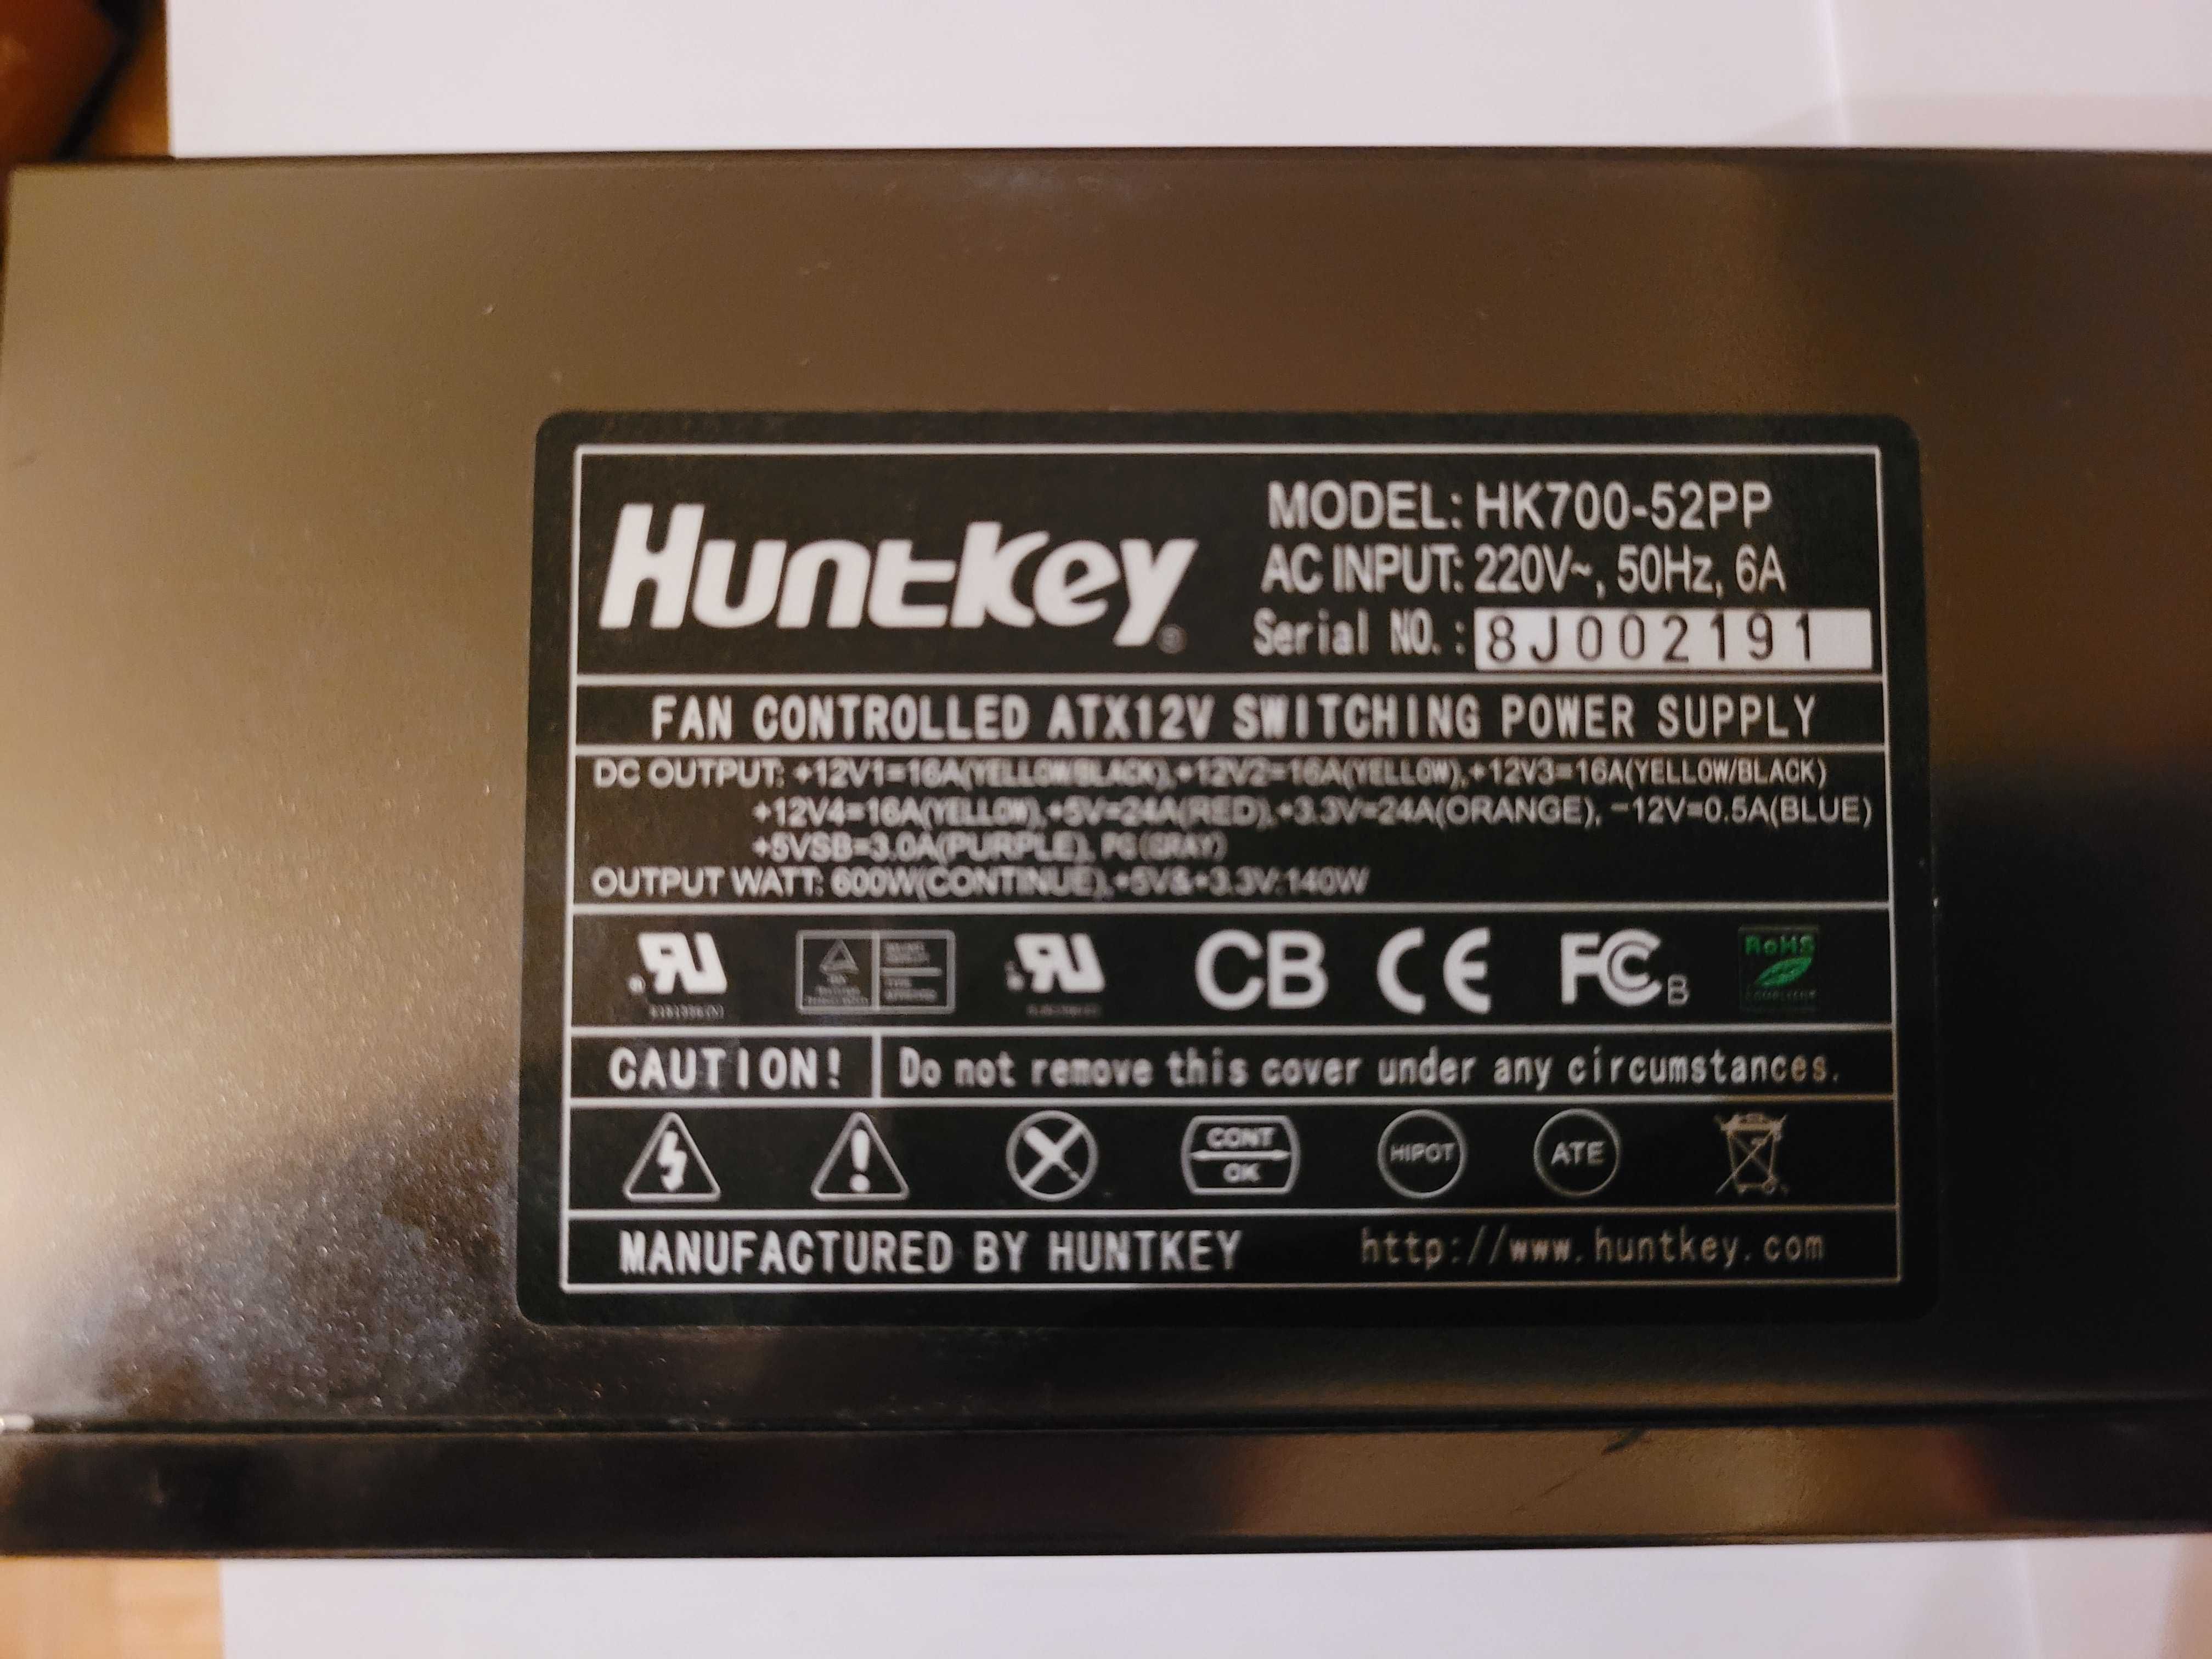 Huntkey®
MODEL: HK700-52PP
AC INPUT: 220V~, 50Hz, 6A
Serial NO.: 8J002191
FAN CONTROLLED ATX12V SWITCHING POWER SUPPLY
DC OUTPUT: +12V1=16A(YELLOW/BLACK),+12V2=16A(YELLOW),+12V3=16A(YELLOW/BLACK)
+12V4=16A(YELLOW),+5V=24A(RED),+3.3V=24A(ORANGE), -12V=0.5A(BLUE)
+5VSB=3.0A(PURPLE), PG(GRAY)
OUTPUT WATT: 600W(CONTINUE),+5V&+3.3V:140W
CB CE FC B RoHS
CAUTION! Do not remove this cover under any circumstances.
CONT
OK
HIPOT ATE
MANUFACTURED BY HUNTKEY http://www.huntkey.com